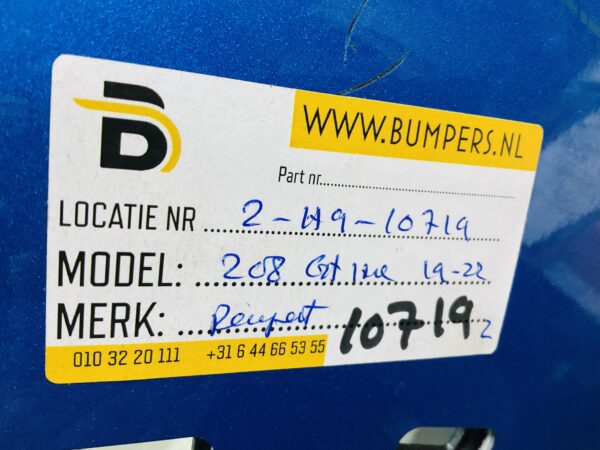 B
WWW.BUMPERS.NL
Part nr.
LOCATIE NR 2-H9-10719
MODEL: 208 Gt line 19-22
MERK: Peugeot
10719 2
010 32 20 111 +31 6 44 66 53 55